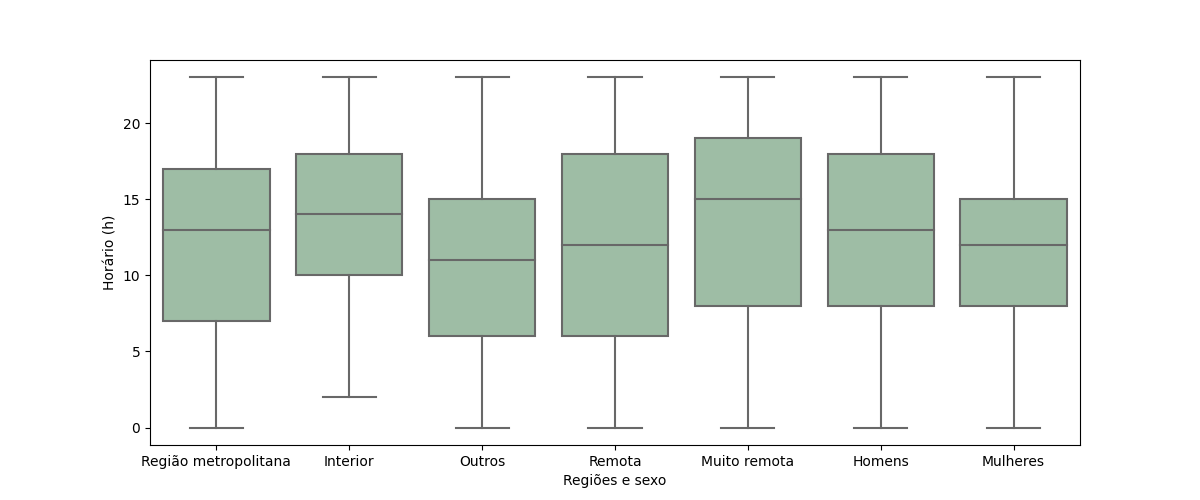 Horário (h)
20
15
10
5
0
Região metropolitana Interior Outros Remota Muito remota Homens Mulheres
Regiões e sexo